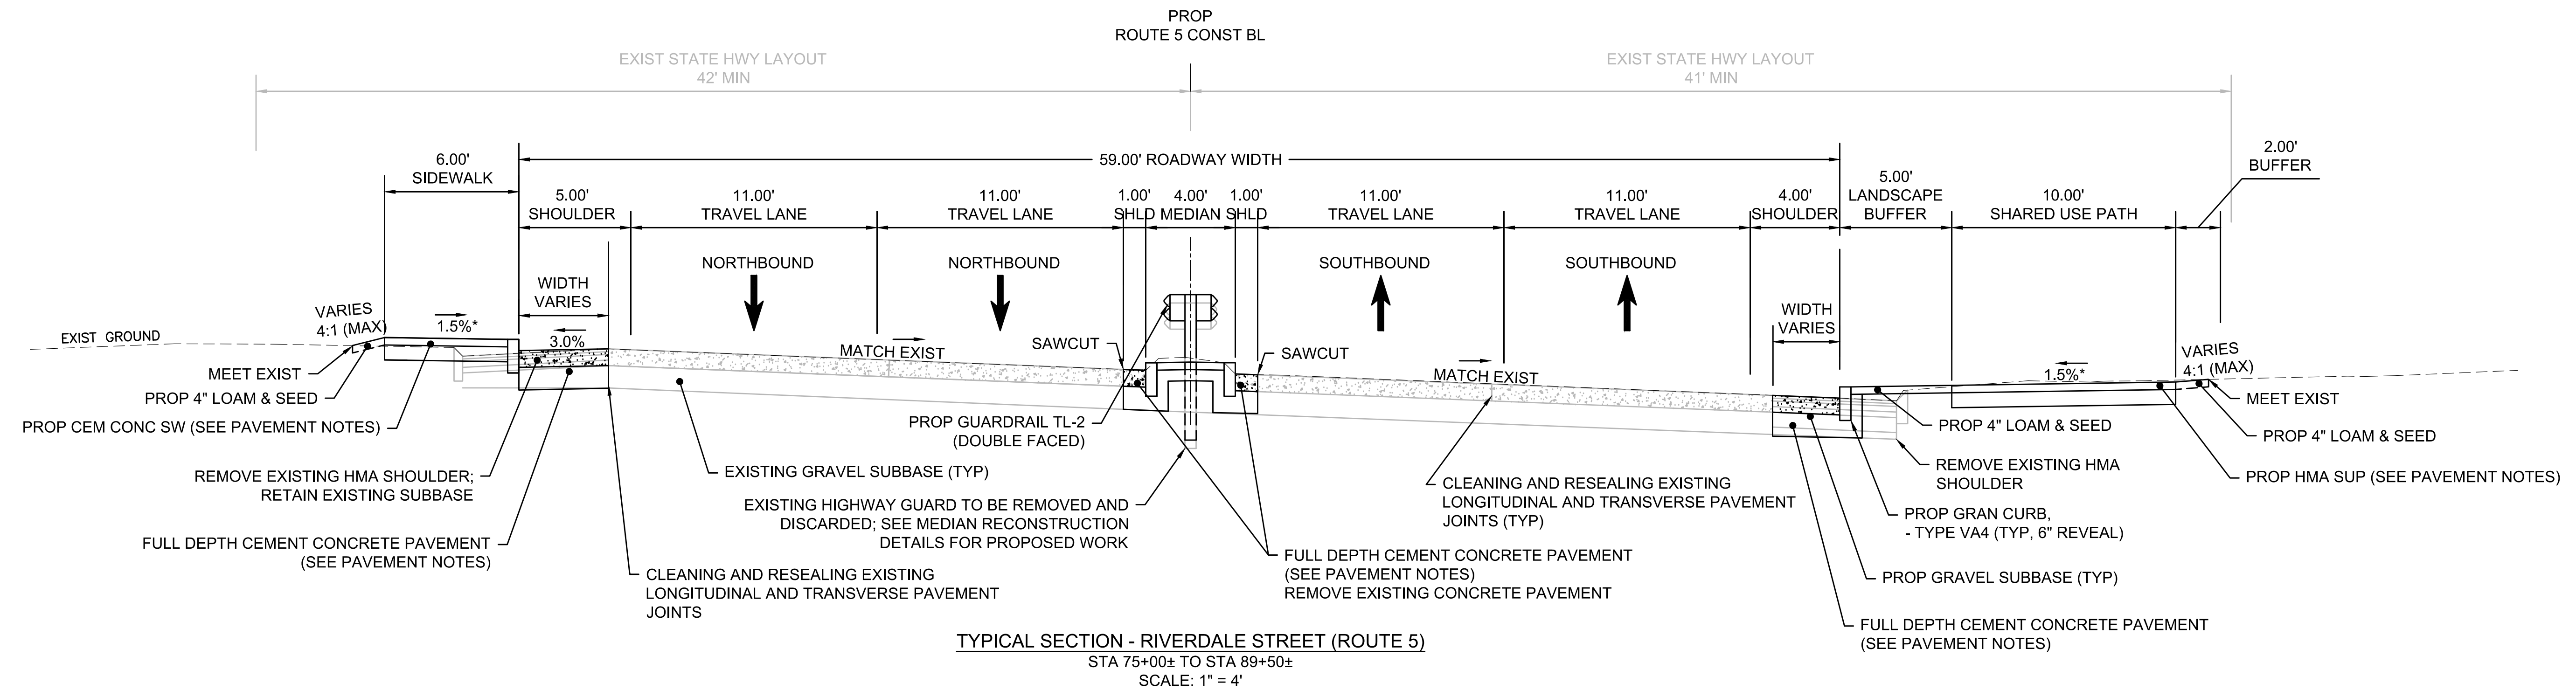 PROP
ROUTE 5 CONST BL
EXIST STATE HWY LAYOUT
42' MIN
EXIST STATE HWY LAYOUT
41' MIN
6.00'
SIDEWALK
59.00' ROADWAY WIDTH
2.00'
BUFFER
5.00'
SHOULDER
11.00'
TRAVEL LANE
11.00'
TRAVEL LANE
1.00'
SHLD
4.00'
MEDIAN
1.00'
SHLD
11.00'
TRAVEL LANE
11.00'
TRAVEL LANE
4.00'
SHOULDER
5.00'
LANDSCAPE
BUFFER
10.00'
SHARED USE PATH
NORTHBOUND
NORTHBOUND
SOUTHBOUND
SOUTHBOUND
WIDTH
VARIES
WIDTH
VARIES
EXIST GROUND
VARIES
4:1 (MAX)
1.5%*
3.0%
MATCH EXIST
SAWCUT
SAWCUT
MATCH EXIST
1.5%*
VARIES
4:1 (MAX)
MEET EXIST
PROP 4" LOAM & SEED
PROP CEM CONC SW (SEE PAVEMENT NOTES)
REMOVE EXISTING HMA SHOULDER;
RETAIN EXISTING SUBBASE
FULL DEPTH CEMENT CONCRETE PAVEMENT
(SEE PAVEMENT NOTES)
CLEANING AND RESEALING EXISTING
LONGITUDINAL AND TRANSVERSE PAVEMENT
JOINTS
EXISTING GRAVEL SUBBASE (TYP)
PROP GUARDRAIL TL-2
(DOUBLE FACED)
EXISTING HIGHWAY GUARD TO BE REMOVED AND
DISCARDED; SEE MEDIAN RECONSTRUCTION
DETAILS FOR PROPOSED WORK
FULL DEPTH CEMENT CONCRETE PAVEMENT
(SEE PAVEMENT NOTES)
REMOVE EXISTING CONCRETE PAVEMENT
CLEANING AND RESEALING EXISTING
LONGITUDINAL AND TRANSVERSE PAVEMENT
JOINTS (TYP)
MEET EXIST
PROP 4" LOAM & SEED
PROP 4" LOAM & SEED
REMOVE EXISTING HMA
SHOULDER
PROP HMA SUP (SEE PAVEMENT NOTES)
PROP GRAN CURB,
- TYPE VA4 (TYP, 6" REVEAL)
PROP GRAVEL SUBBASE (TYP)
FULL DEPTH CEMENT CONCRETE PAVEMENT
(SEE PAVEMENT NOTES)
TYPICAL SECTION - RIVERDALE STREET (ROUTE 5)
STA 75+00± TO STA 89+50±
SCALE: 1" = 4'